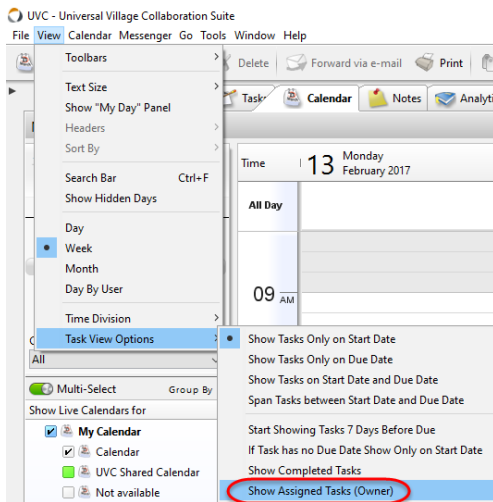 UVC - Universal Village Collaboration Suite
File View Calendar Messenger Go Tools Window Help
Delete Forward via e-mail Print
Toolbars
Text Size
Show "My Day" Panel
Headers
Sort By
Search Bar Ctrl+F
Show Hidden Days
Day
Week
Month
Day By User
Time Division
Task View Options
Calendar Notes
Time 13 Monday
February 2017
All Day
09 AM
Show Tasks Only on Start Date
Show Tasks Only on Due Date
Show Tasks on Start Date and Due Date
Span Tasks between Start Date and Due Date
Start Showing Tasks 7 Days Before Due
If Task has no Due Date Show Only on Start Date
Show Completed Tasks
Show Assigned Tasks (Owner)
All
Multi-Select Group By
Show Live Calendars for
My Calendar
Calendar
UVC Shared Calendar
Not available